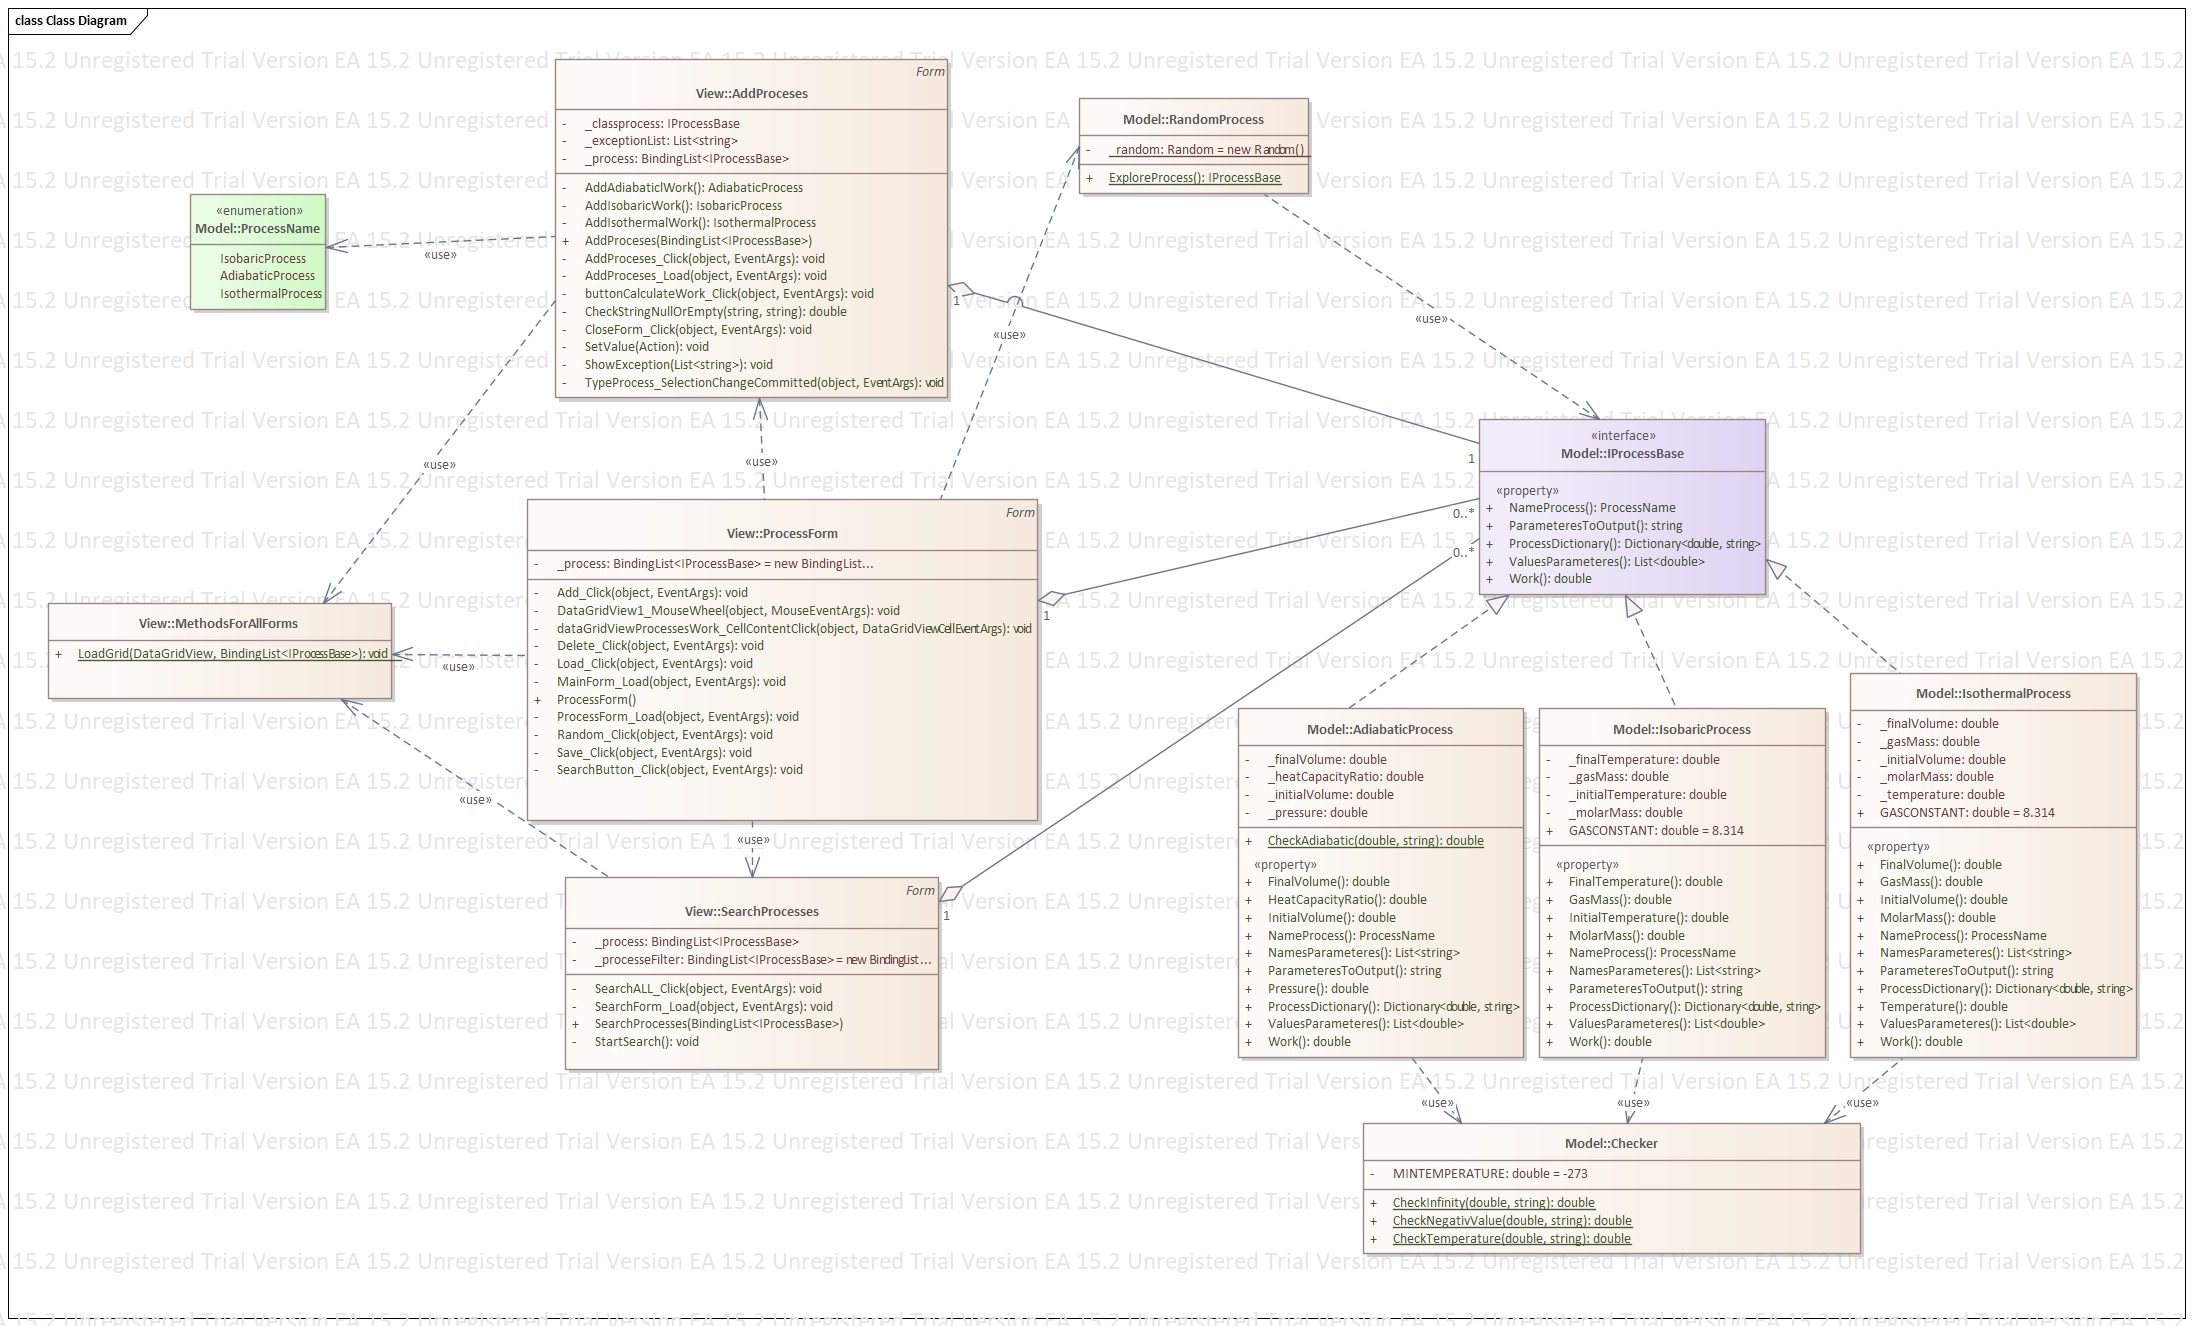 class Class Diagram
Form
View::AddProceses
- _classprocess: IProcessBase
- _exceptionList: List<string>
- _process: BindingList<IProcessBase>
- AddAdiabaticlWork(): AdiabaticProcess
- AddIsobaricWork(): IsobaricProcess
- AddIsothermalWork(): IsothermalProcess
+ AddProceses(BindingList<IProcessBase>)
- AddProceses_Click(object, EventArgs): void
- AddProceses_Load(object, EventArgs): void
- buttonCalculateWork_Click(object, EventArgs): void
- CheckStringNullOrEmpty(string, string): double
- CloseForm_Click(object, EventArgs): void
- SetValue(Action): void
- ShowException(List<string>): void
- TypeProcess_SelectionChangeCommitted(object, EventArgs): void
Model::RandomProcess
- _random: Random = new Random()
+ ExploreProcess(): IProcessBase
«enumeration»
Model::ProcessName
IsobaricProcess
AdiabaticProcess
IsothermalProcess
«use»
1
«use»
«use»
«use»
«use»
1
0..*
0..*
«interface»
Model::IProcessBase
«property»
+ NameProcess(): ProcessName
+ ParameteresToOutput(): string
+ ProcessDictionary(): Dictionary<double, string>
+ ValuesParameteres(): List<double>
+ Work(): double
Form
View::ProcessForm
- _process: BindingList<IProcessBase> = new BindingList...
- Add_Click(object, EventArgs): void
- DataGridView1_MouseWheel(object, MouseEventArgs): void
- dataGridViewProcessesWork_CellContentClick(object, DataGridViewCellEventArgs): void
- Delete_Click(object, EventArgs): void
- Load_Click(object, EventArgs): void
- MainForm_Load(object, EventArgs): void
+ ProcessForm()
- ProcessForm_Load(object, EventArgs): void
- Random_Click(object, EventArgs): void
- Save_Click(object, EventArgs): void
- SearchButton_Click(object, EventArgs): void
1
View::MethodsForAllForms
+ LoadGrid(DataGridView, BindingList<IProcessBase>): void
«use»
«use»
«use»
Form
View::SearchProcesses
- _process: BindingList<IProcessBase>
- _processeFilter: BindingList<IProcessBase> = new BindingList...
- SearchALL_Click(object, EventArgs): void
- SearchForm_Load(object, EventArgs): void
+ SearchProcesses(BindingList<IProcessBase>)
- StartSearch(): void
1
Model::AdiabaticProcess
- _finalVolume: double
- _heatCapacityRatio: double
- _initialVolume: double
- _pressure: double
+ CheckAdiabatic(double, string): double
«property»
+ FinalVolume(): double
+ HeatCapacityRatio(): double
+ InitialVolume(): double
+ NameProcess(): ProcessName
+ NamesParameteres(): List<string>
+ ParameteresToOutput(): string
+ Pressure(): double
+ ProcessDictionary(): Dictionary<double, string>
+ ValuesParameteres(): List<double>
+ Work(): double
Model::IsobaricProcess
- _finalTemperature: double
- _gasMass: double
- _initialTemperature: double
- _molarMass: double
+ GASCONSTANT: double = 8.314
«property»
+ FinalTemperature(): double
+ GasMass(): double
+ InitialTemperature(): double
+ MolarMass(): double
+ NameProcess(): ProcessName
+ NamesParameteres(): List<string>
+ ParameteresToOutput(): string
+ ProcessDictionary(): Dictionary<double, string>
+ ValuesParameteres(): List<double>
+ Work(): double
Model::IsothermalProcess
- _finalVolume: double
- _gasMass: double
- _initialVolume: double
- _molarMass: double
- _temperature: double
+ GASCONSTANT: double = 8.314
«property»
+ FinalVolume(): double
+ GasMass(): double
+ InitialVolume(): double
+ MolarMass(): double
+ NameProcess(): ProcessName
+ NamesParameteres(): List<string>
+ ParameteresToOutput(): string
+ ProcessDictionary(): Dictionary<double, string>
+ Temperature(): double
+ ValuesParameteres(): List<double>
+ Work(): double
«use»
«use»
«use»
Model::Checker
- MINTEMPERATURE: double = -273
+ CheckInfinity(double, string): double
+ CheckNegativValue(double, string): double
+ CheckTemperature(double, string): double